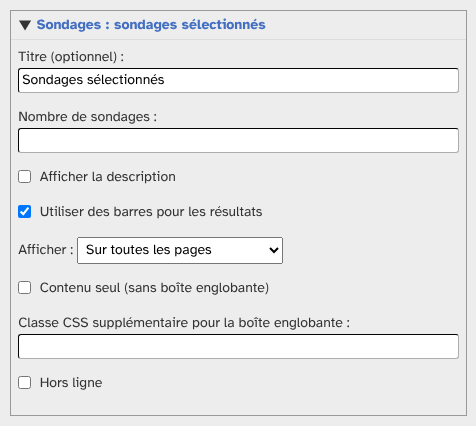 Sondages : sondages sélectionnés
Titre (optionnel) :
Sondages sélectionnés
Nombre de sondages :
Afficher la description
Utiliser des barres pour les résultats
Afficher : Sur toutes les pages
Contenu seul (sans boîte englobante)
Classe CSS supplémentaire pour la boîte englobante :
Hors ligne